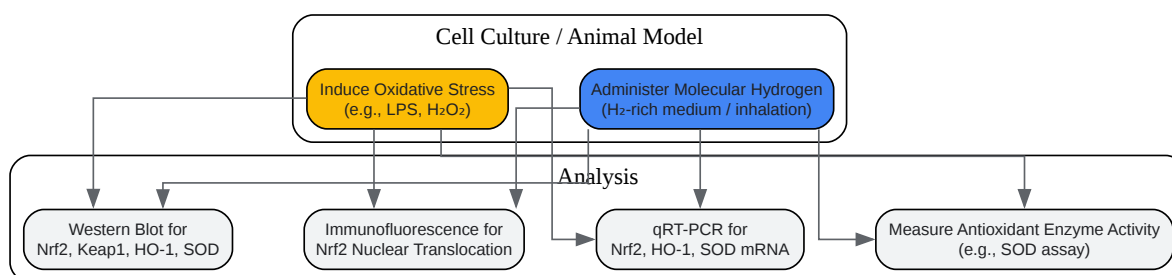 Cell Culture / Animal Model
Induce Oxidative Stress
(e.g., LPS, H₂O₂)
Administer Molecular Hydrogen
(H₂-rich medium / inhalation)
Analysis
Western Blot for
Nrf2, Keap1, HO-1, SOD
Immunofluorescence for
Nrf2 Nuclear Translocation
qRT-PCR for
Nrf2, HO-1, SOD mRNA
Measure Antioxidant Enzyme Activity
(e.g., SOD assay)